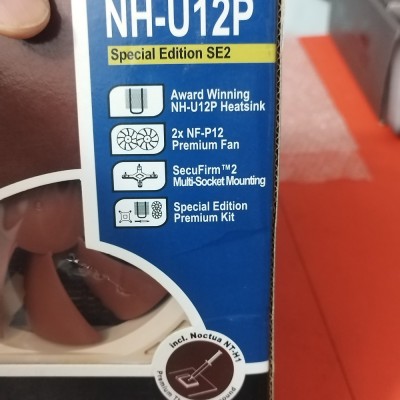 NH-U12P
Special Edition SE2
Award Winning
NH-U12P Heatsink
2x NF-P12
Premium Fan
SecuFirm™2
Multi-Socket Mounting
Special Edition
Premium Kit
incl. Noctua NT-H1
Premium